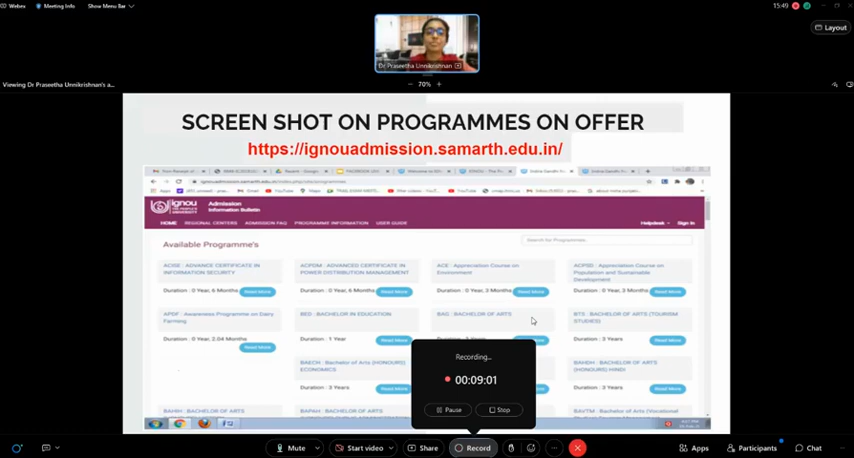 Webex
Meeting Info
Show Menu Bar
15:49
Layout
Dr Praseetha Unnikrishnan
70%
Viewing Dr Praseetha Unnikrishnan's a...
SCREEN SHOT ON PROGRAMMES ON OFFER
https://ignouadmission.samarth.edu.in/
ignou
THE PEOPLE'S UNIVERSITY
Admission
Information Bulletin
HOME REGIONAL CENTERS ADMISSION FAQ PROGRAMME INFORMATION USER GUIDE
Helpdesk Sign In
Available Programme's
Search for Programmes.
ACISE : ADVANCE CERTIFICATE IN INFORMATION SECURITY
Duration : 0 Year, 6 Months Read More
ACPDM : ADVANCED CERTIFICATE IN POWER DISTRIBUTION MANAGEMENT
Duration : 0 Year, 6 Months Read More
ACE : Appreciation Course on Environment
Duration : 0 Year, 3 Months Read More
ACPSD : Appreciation Course on Population and Sustainable Development
Duration : 0 Year, 3 Months Read More
APDF : Awareness Programme on Dairy Farming
Duration : 0 Year, 2.04 Months
Read More
BED : BACHELOR IN EDUCATION
Duration : 1 Year Read More
BAG : BACHELOR OF ARTS
BTS : BACHELOR OF ARTS (TOURISM STUDIES)
Duration : 3 Years Read More
BAECH : Bachelor of Arts (HONOURS) ECONOMICS
Duration : 3 Years Read More
BAHDH : BACHELOR OF ARTS (HONOURS) HINDI
Duration : 3 Years Read More
BAHIH : BACHELOR OF ARTS
BAPAH : BACHELOR OF ARTS
BAVTM : BACHELOR OF ARTS (Vocational
Recording...
00:09:01
Pause Stop
Mute
Start video
Share
Record
Apps
Participants
Chat